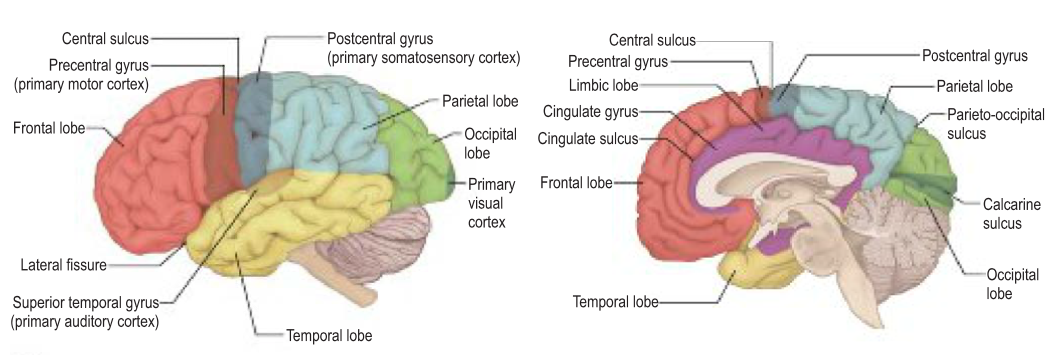 Central sulcus
Precentral gyrus
(primary motor cortex)
Frontal lobe
Lateral fissure
Superior temporal gyrus
(primary auditory cortex)
Postcentral gyrus
(primary somatosensory cortex)
Parietal lobe
Occipital
lobe
Primary
visual
cortex
Temporal lobe
Central sulcus
Precentral gyrus
Limbic lobe
Cingulate gyrus
Cingulate sulcus
Frontal lobe
Temporal lobe
Postcentral gyrus
Parietal lobe
Parieto-occipital
sulcus
Calcarine
sulcus
Occipital
lobe